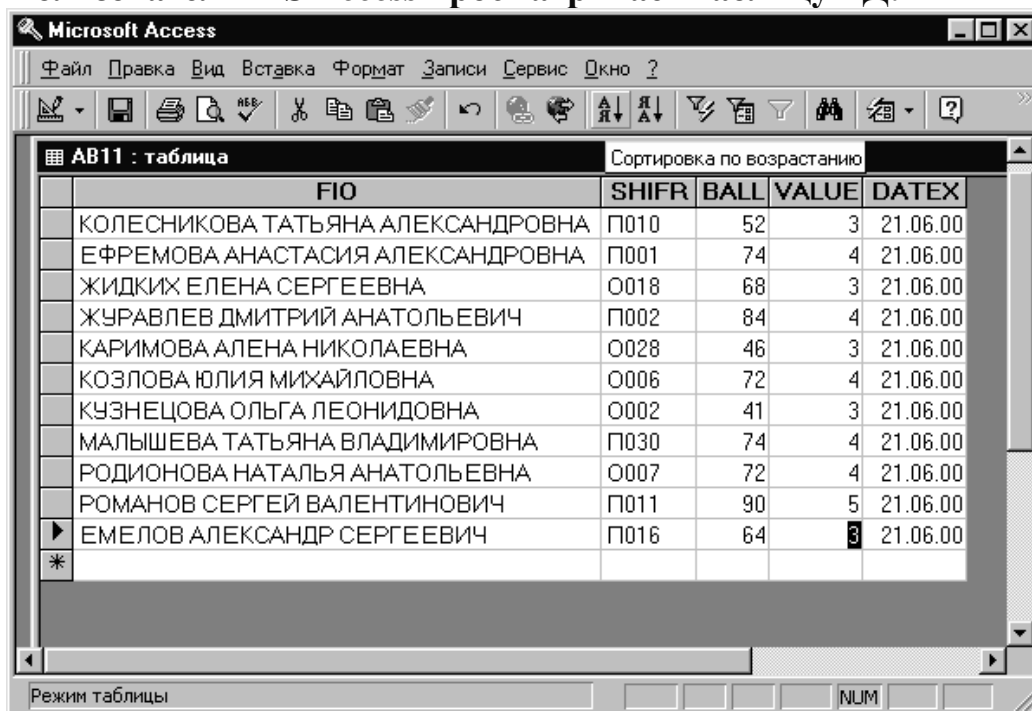 Microsoft Access
Файл Правка Вид Вставка Формат Записи Сервис Окно ?
АВ11 : таблица
Сортировка по возрастанию
FIO SHIFR BALL VALUE DATEX
КОЛЕСНИКОВА ТАТЬЯНА АЛЕКСАНДРОВНА П010 52 3 21.06.00
ЕФРЕМОВА АНАСТАСИЯ АЛЕКСАНДРОВНА П001 74 4 21.06.00
ЖИДКИХ ЕЛЕНА СЕРГЕЕВНА О018 68 3 21.06.00
ЖУРАВЛЕВ ДМИТРИЙ АНАТОЛЬЕВИЧ П002 84 4 21.06.00
КАРИМОВА АЛЕНА НИКОЛАЕВНА О028 46 3 21.06.00
КОЗЛОВА ЮЛИЯ МИХАЙЛОВНА О006 72 4 21.06.00
КУЗНЕЦОВА ОЛЬГА ЛЕОНИДОВНА О002 41 3 21.06.00
МАЛЫШЕВА ТАТЬЯНА ВЛАДИМИРОВНА П030 74 4 21.06.00
РОДИОНОВА НАТАЛЬЯ АНАТОЛЬЕВНА О007 72 4 21.06.00
РОМАНОВ СЕРГЕЙ ВАЛЕНТИНОВИЧ П011 90 5 21.06.00
ЕМЕЛОВ АЛЕКСАНДР СЕРГЕЕВИЧ П016 64 3 21.06.00
Режим таблицы NUM